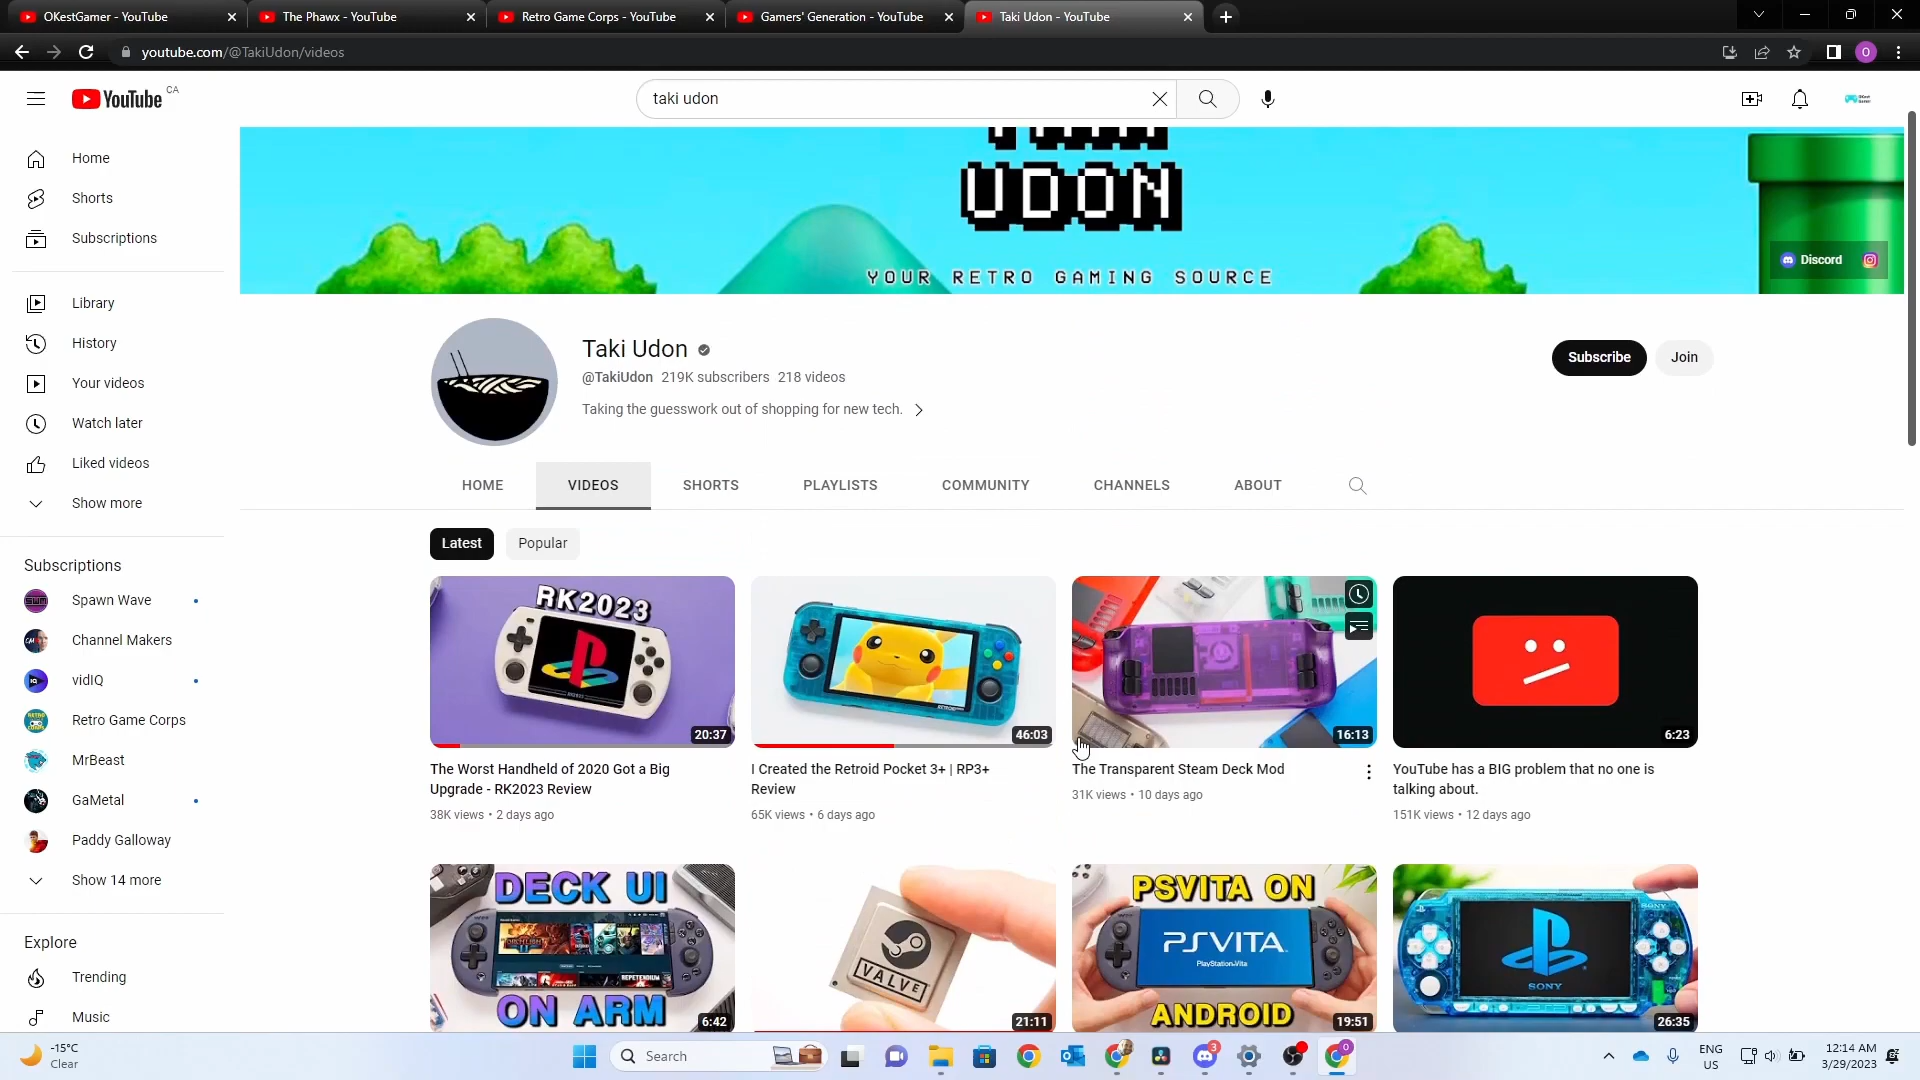 OKestGamer - YouTube
The Phawx - YouTube
Retro Game Corps - YouTube
Gamers' Generation - YouTube
Taki Udon - YouTube
youtube.com/@TakiUdon/videos
YouTube CA
taki udon
UDON
YOUR RETRO GAMING SOURCE
Discord
Home
Shorts
Subscriptions
Library
History
Your videos
Watch later
Liked videos
Show more
Subscriptions
Spawn Wave
Channel Makers
vidIQ
Retro Game Corps
MrBeast
GaMetal
Paddy Galloway
Show 14 more
Explore
Trending
Music
Taki Udon
@TakiUdon 219K subscribers 218 videos
Taking the guesswork out of shopping for new tech.
Subscribe
Join
HOME
VIDEOS
SHORTS
PLAYLISTS
COMMUNITY
CHANNELS
ABOUT
Latest
Popular
RK2023
20:37
The Worst Handheld of 2020 Got a Big
Upgrade - RK2023 Review
38K views • 2 days ago
46:03
I Created the Retroid Pocket 3+ | RP3+
Review
65K views • 6 days ago
16:13
The Transparent Steam Deck Mod
31K views • 10 days ago
6:23
YouTube has a BIG problem that no one is
talking about.
151K views • 12 days ago
DECK UI
ON ARM
6:42
VALVE
21:11
PSVITA ON
PSVITA
PlayStation Vita
ANDROID
19:51
SONY
SONY
26:35
-15°C
Clear
Search
3
O
ENG
US
12:14 AM
3/29/2023